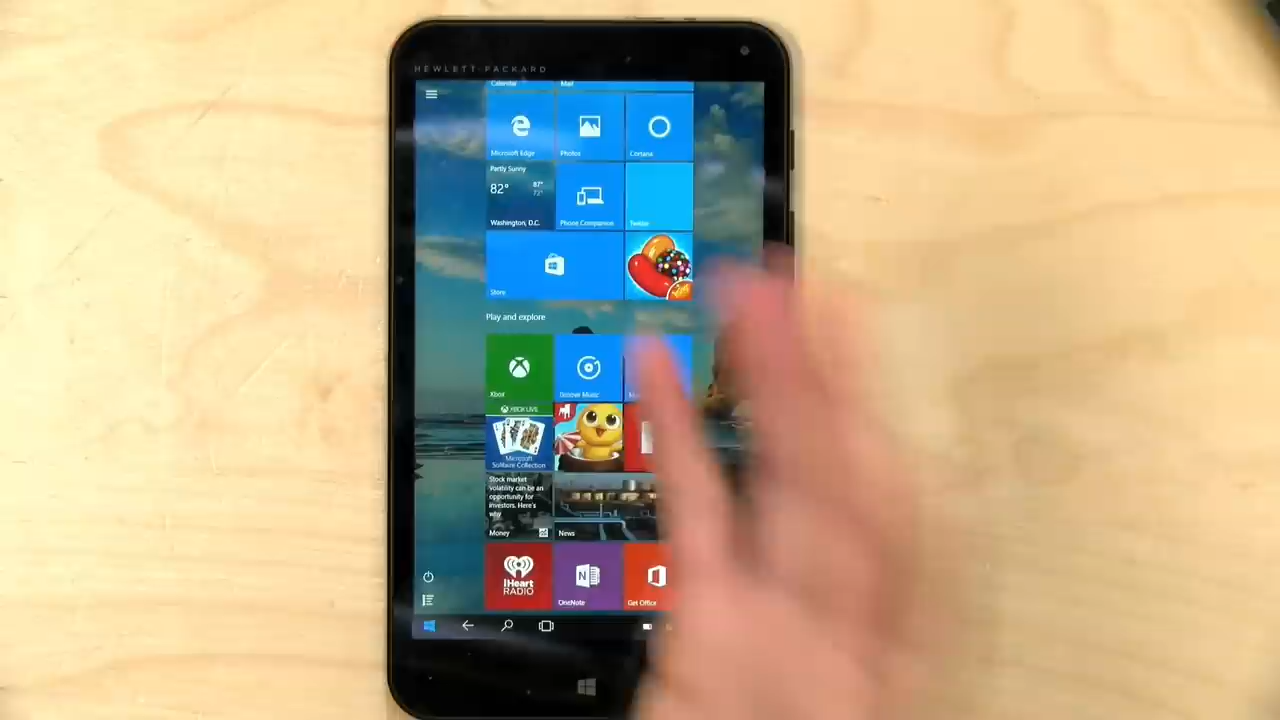 HEWLETT-PACKARD
Calendar
Mail
Microsoft Edge
Photos
Cortana
Partly Sunny
82°
87°
Washington, D.C.
Phone Companion
Twitter
Store
Play and explore
Xbox
Groove Music
XBOX LIVE
Microsoft
Solitaire Collection
Stock market
volatility can be an
opportunity for
investors. Here's
why
Money
News
iHeart
RADIO
N
OneNote
Get Office